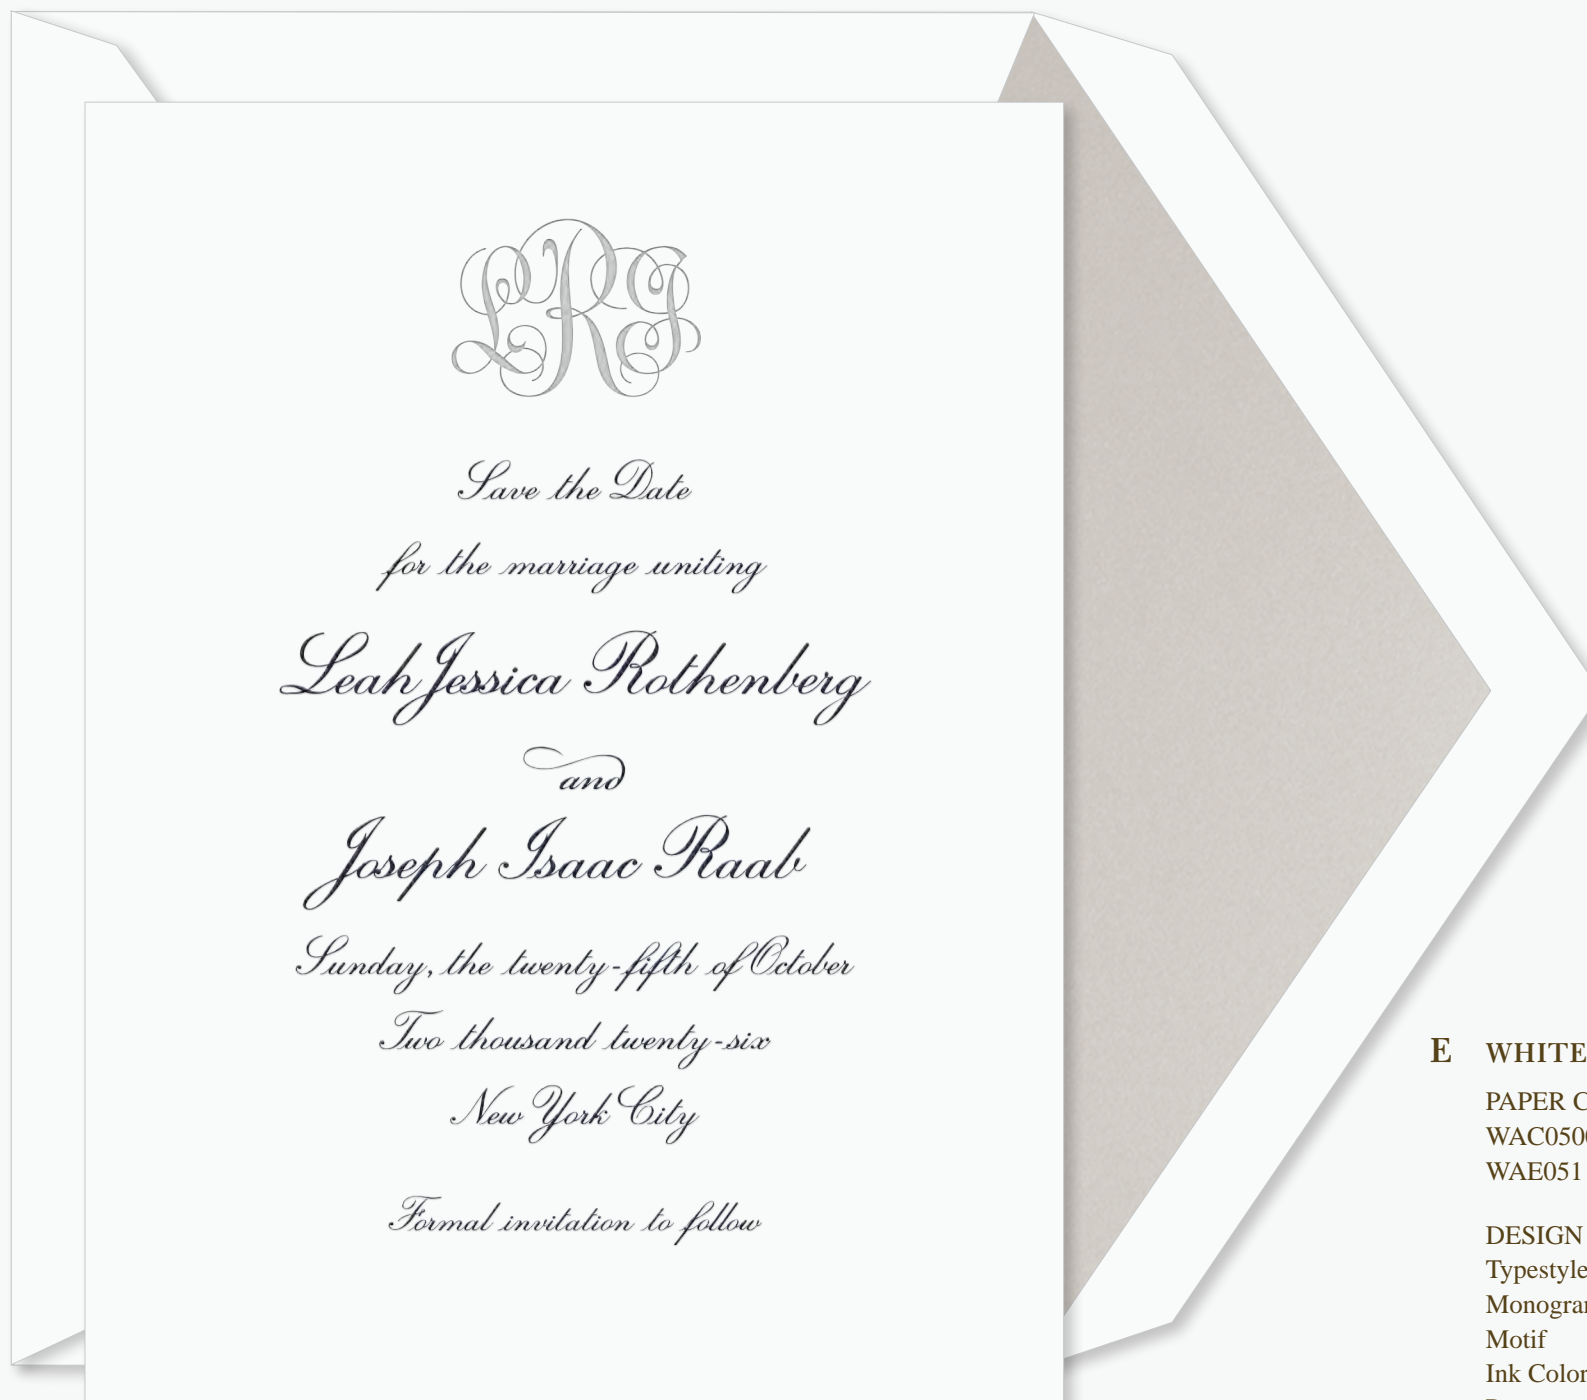 LRJ
Save the Date
for the marriage uniting
Leah Jessica Rothenberg
and
Joseph Isaac Raab
Sunday, the twenty-fifth of October
Two thousand twenty-six
New York City
Formal invitation to follow
E WHITE
PAPER
WAE051
DESIGN
Typestyle
Motif
Ink Color